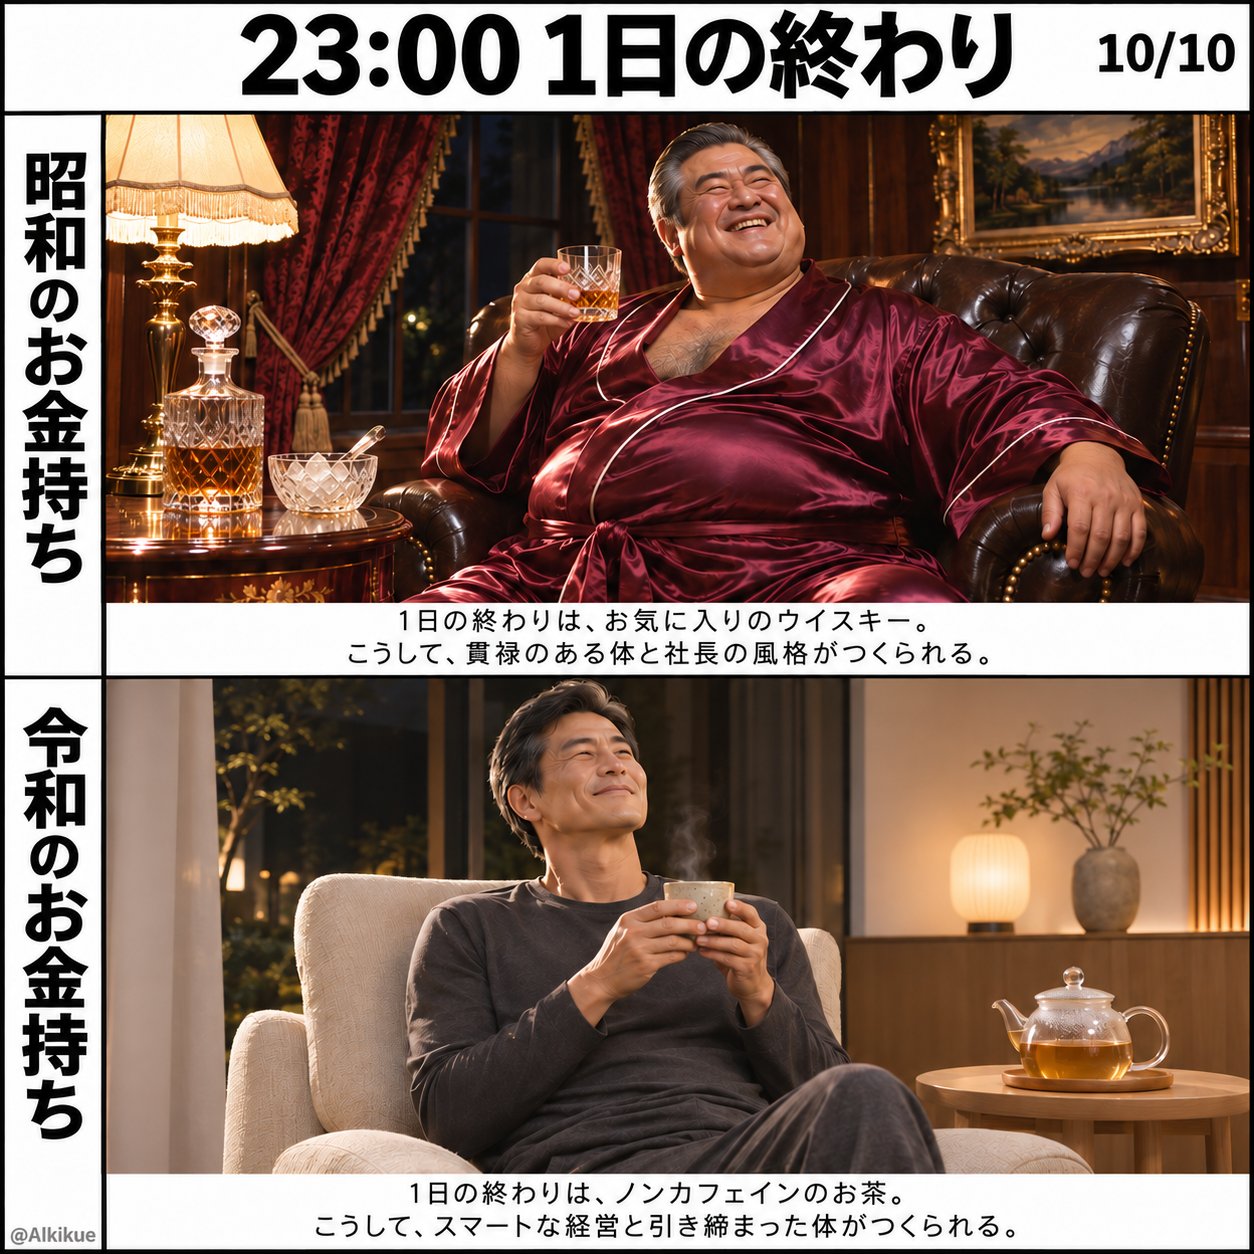 23:00 1日の終わり
10/10
昭和のお金持ち
1日の終わりは、お気に入りのウイスキー。
こうして、貫禄のある体と社長の風格がつくられる。
令和のお金持ち
1日の終わりは、ノンカフェインのお茶。
こうして、スマートな経営と引き締まった体がつくられる。
@Alkikue